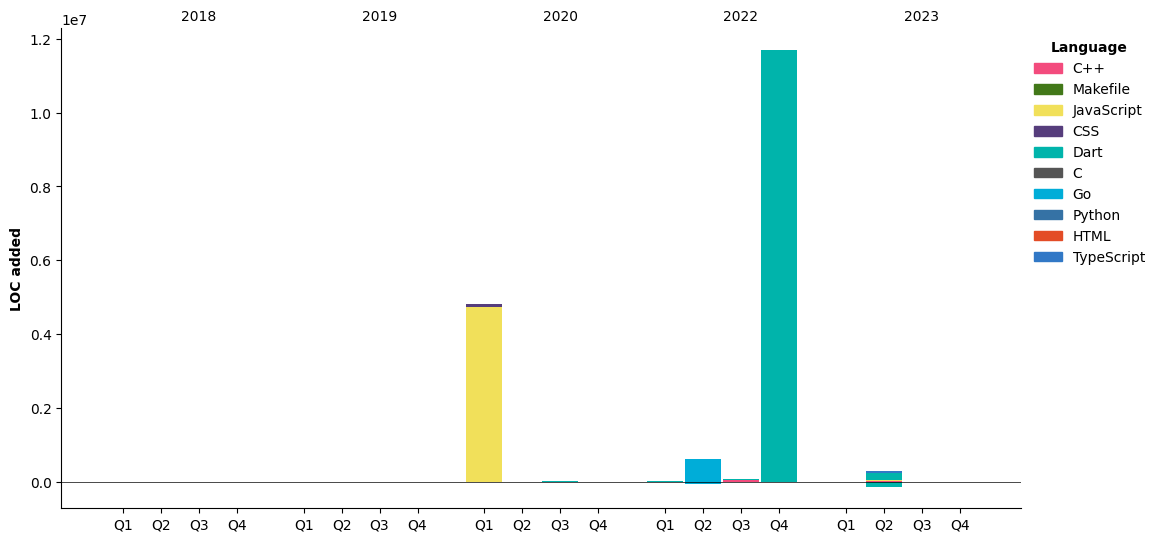 2018 2019 2020 2022 2023
1e7
1.2
1.0
0.8
0.6
0.4
0.2
0.0
LOC added
Q1 Q2 Q3 Q4 Q1 Q2 Q3 Q4 Q1 Q2 Q3 Q4 Q1 Q2 Q3 Q4 Q1 Q2 Q3 Q4
Language
C++
Makefile
JavaScript
CSS
Dart
C
Go
Python
HTML
TypeScript